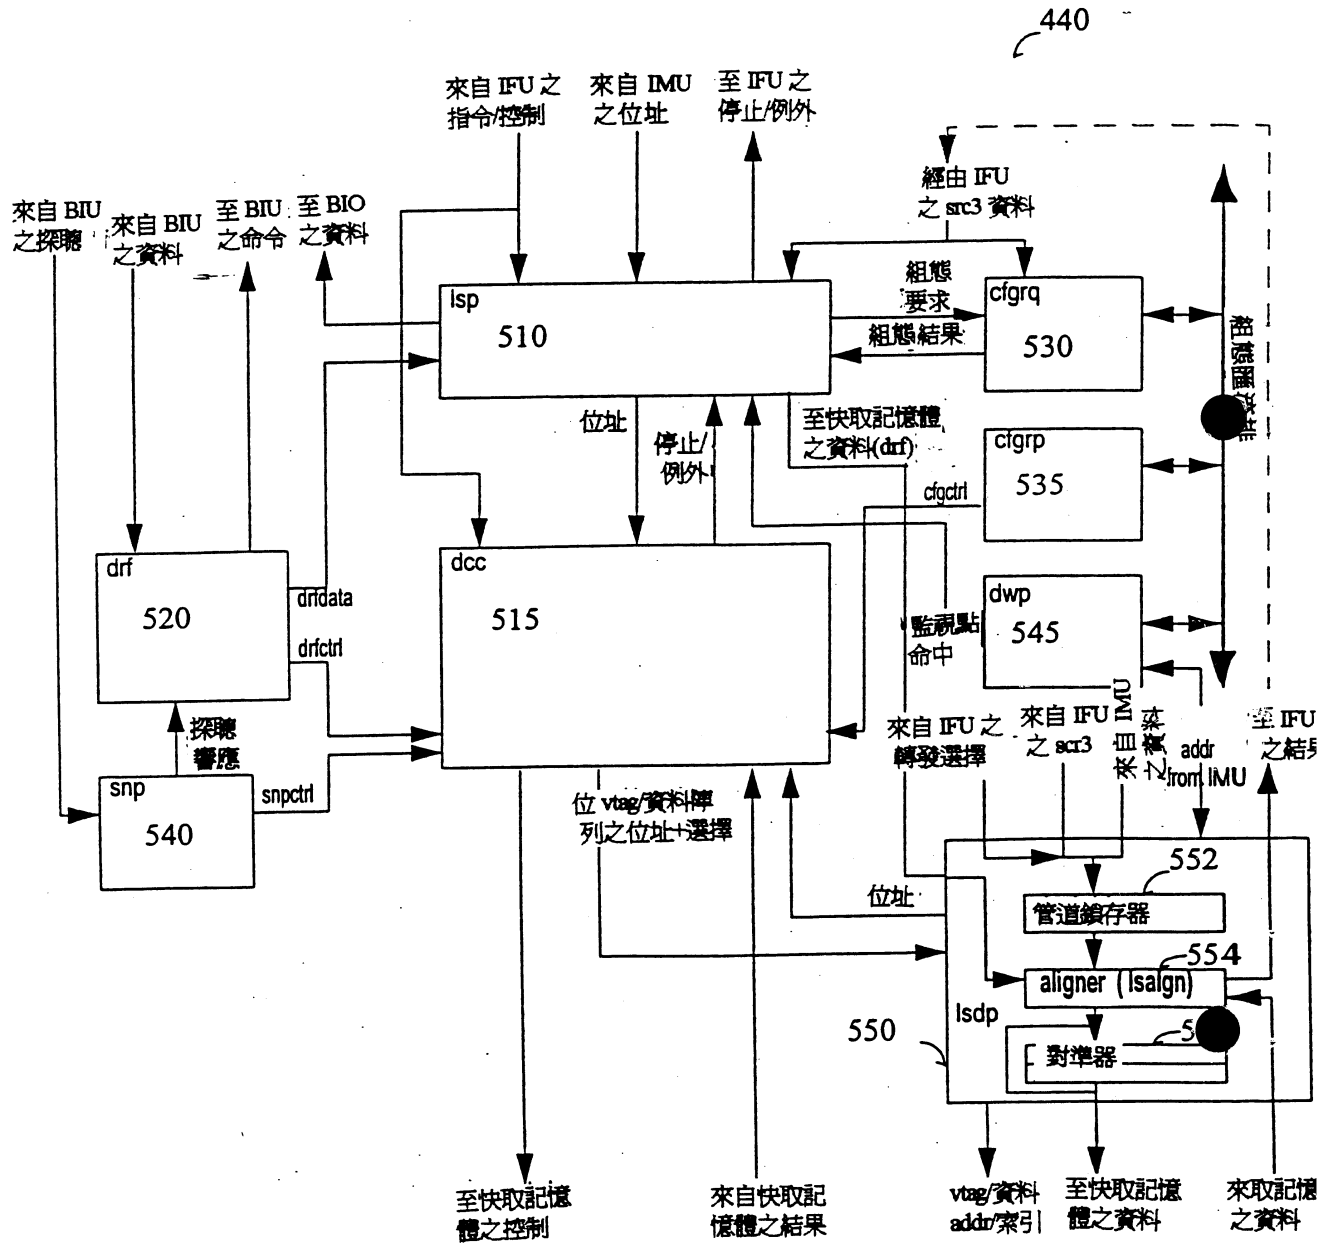 440
來自 IFU 之
指令/控制
來自 IMU
之位址
至 IFU 之
停止/例外
經由 IFU
之 src3 資料
來自 BIU
之探聽
來自 BIU
之資料
至 BIU
之命令
至 BIO
之資料
lsp
510
組態
要求
組態結果
cfgrq
530
組態匯流排
位址
停止/
例外
至快取記憶體
之資料(drf)
cfgrp
535
cfgctrl
drf
520
drfdata
drfctrl
dcc
515
dwp
545
監視點
命中
探聽
響應
snp
540
snpctrl
來自 IFU 之
轉發選擇
來自 IFU
之 scr3
來自 IMU
之資料
addr
from IMU
至 IFU
之結果
位 vtag/資料陣
列之位址+選擇
位址
552
管道鎖存器
554
aligner (lsalgn)
lsdp
550
5
對準器
至快取記憶
體之控制
來自快取記
憶體之結果
vtag/資料
addr/索引
至快取記憶
體之資料
來取記憶
之資料